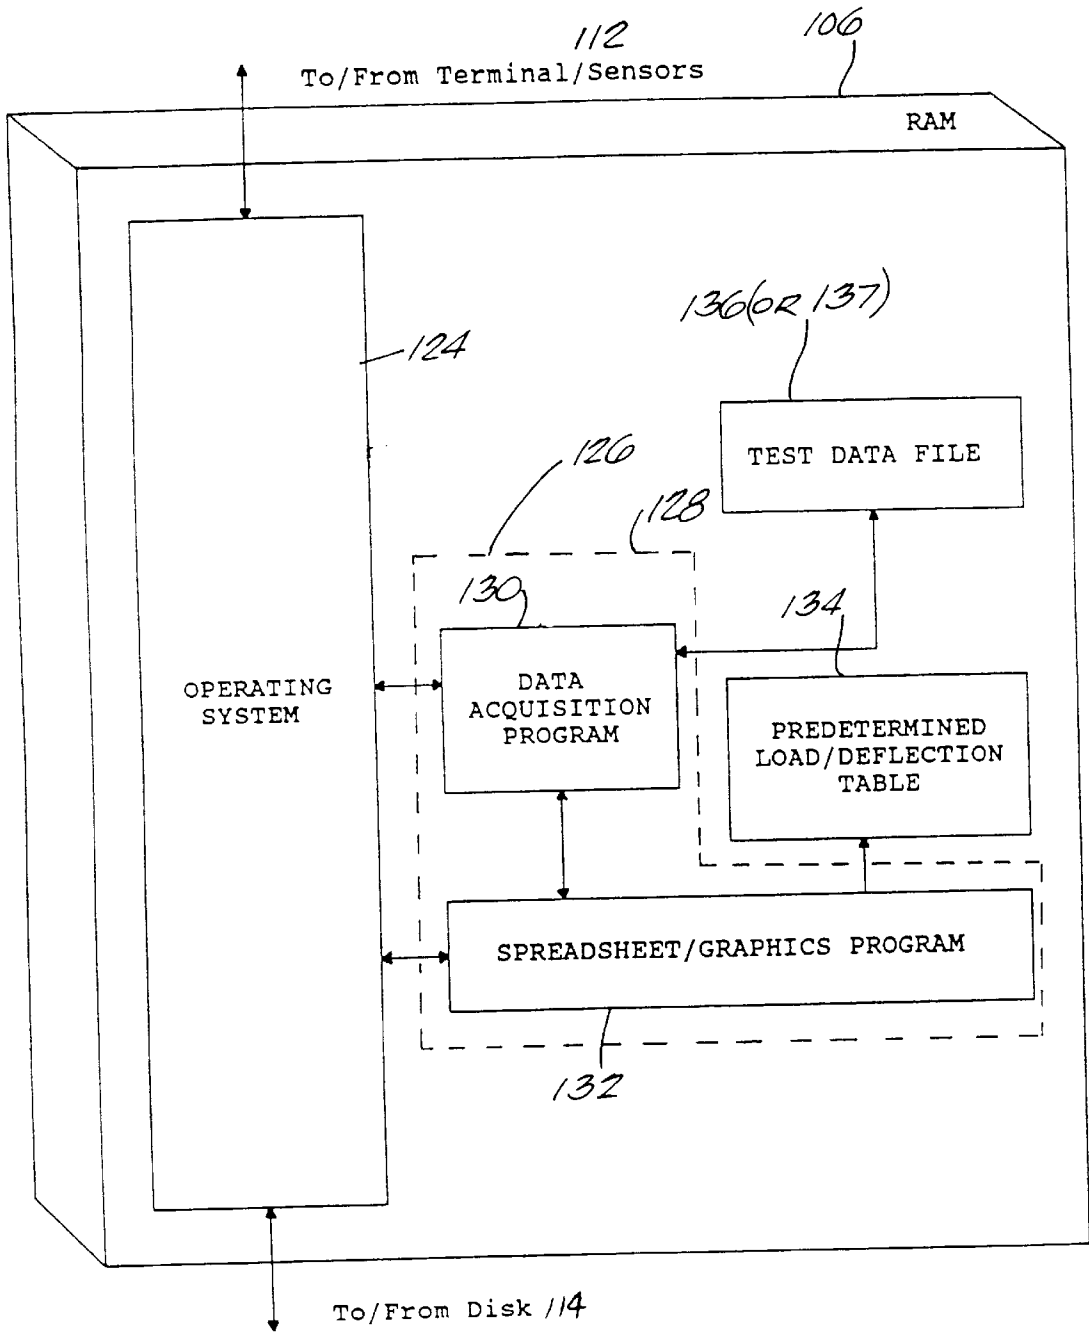 106
112
To/From Terminal/Sensors
RAM
136(OR 137)
124
TEST DATA FILE
126
128
130
134
OPERATING
SYSTEM
DATA
ACQUISITION
PROGRAM
PREDETERMINED
LOAD/DEFLECTION
TABLE
SPREADSHEET/GRAPHICS PROGRAM
132
To/From Disk 114